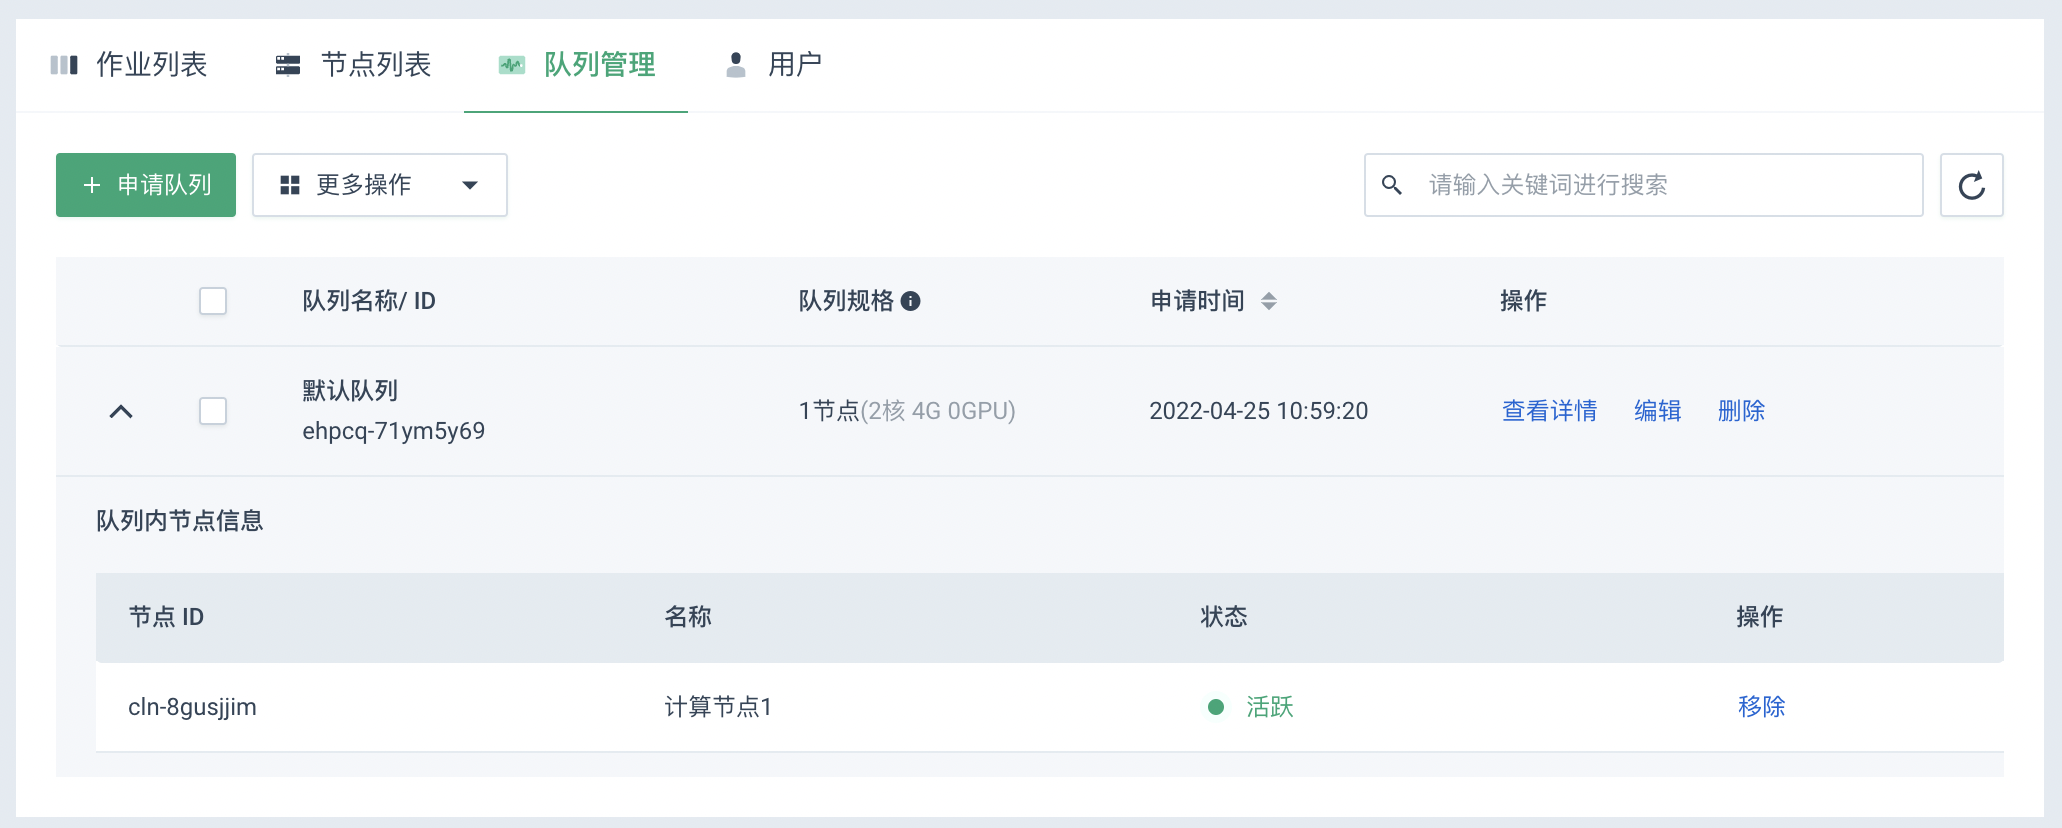 作业列表 节点列表 队列管理 用户
+ 申请队列 更多操作 请输入关键词进行搜索
队列名称/ ID 队列规格 申请时间 操作
默认队列
ehpcq-71ym5y69 1节点(2核 4G 0GPU) 2022-04-25 10:59:20 查看详情 编辑 删除
队列内节点信息
节点 ID 名称 状态 操作
cln-8gusjjim 计算节点1 活跃 移除